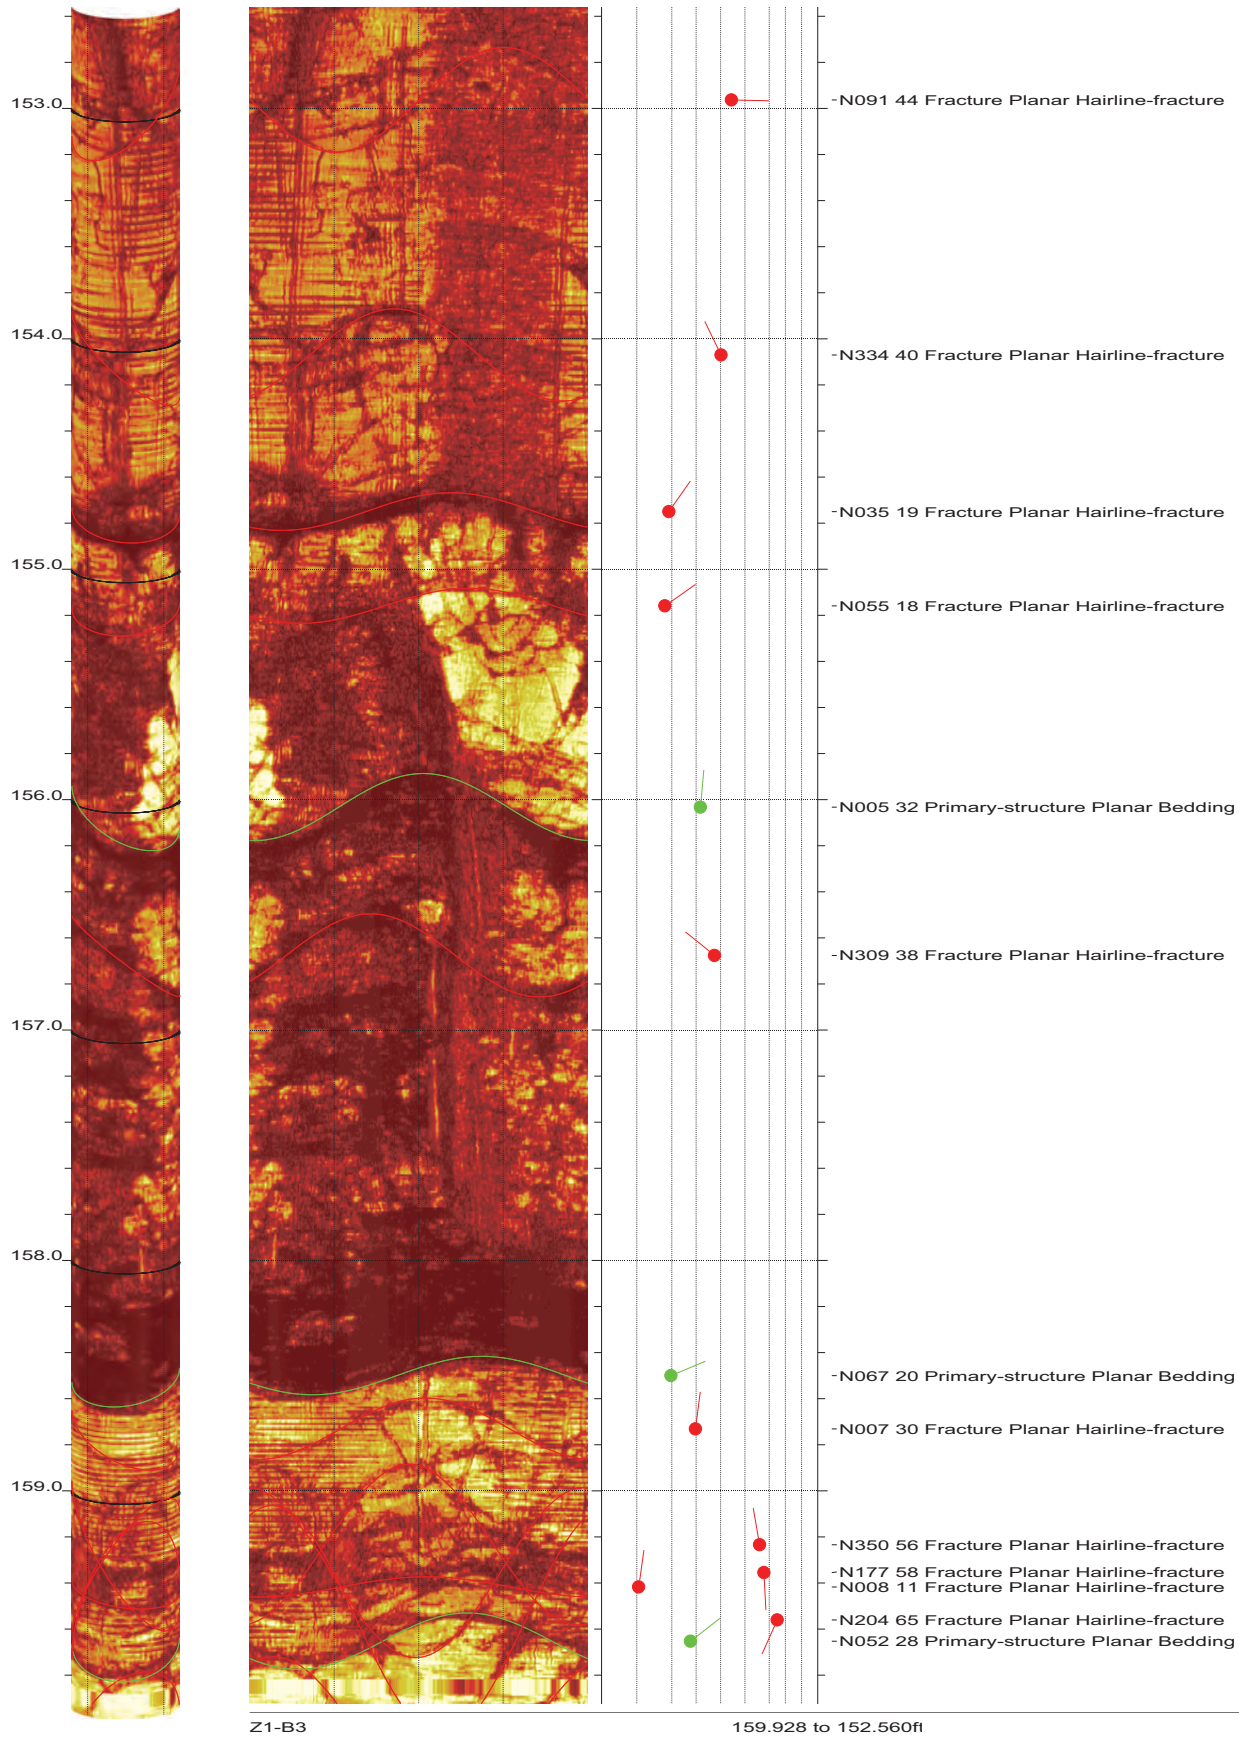 153.0
-N091 44 Fracture Planar Hairline-fracture
154.0
-N334 40 Fracture Planar Hairline-fracture
-N035 19 Fracture Planar Hairline-fracture
155.0
-N055 18 Fracture Planar Hairline-fracture
156.0
-N005 32 Primary-structure Planar Bedding
-N309 38 Fracture Planar Hairline-fracture
157.0
158.0
-N067 20 Primary-structure Planar Bedding
-N007 30 Fracture Planar Hairline-fracture
159.0
-N350 56 Fracture Planar Hairline-fracture
-N177 58 Fracture Planar Hairline-fracture
-N008 11 Fracture Planar Hairline-fracture
-N204 65 Fracture Planar Hairline-fracture
-N052 28 Primary-structure Planar Bedding
Z1-B3 159.928 to 152.560ft